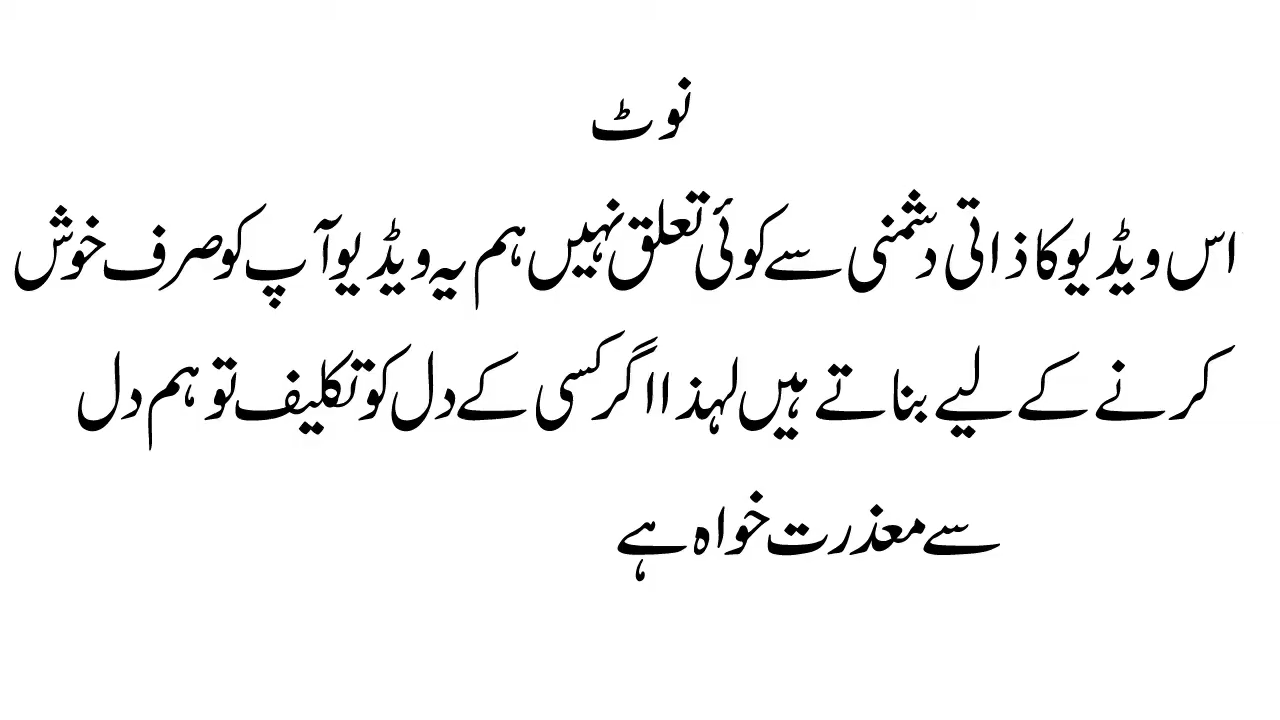 نوٹ
اس ویڈیو کا ذاتی دشمنی سے کوئی تعلق نہیں ہم یہ ویڈیو آپ کو صرف خوش
کرنے کے لیے بناتے ہیں لہذا اگر کسی کے دل کو تکلیف تو ہم دل
سے معذرت خواہ ہے